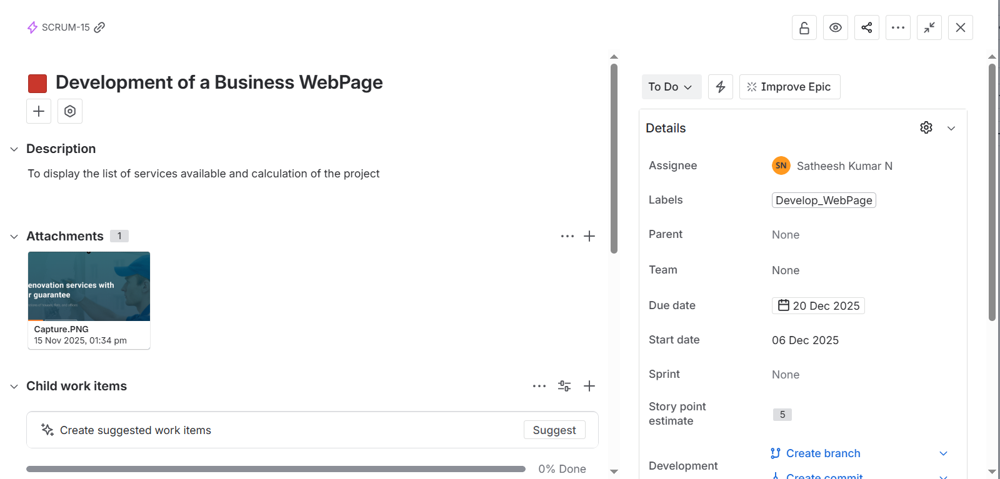 SCRUM-15
Development of a Business WebPage
Description
To display the list of services available and calculation of the project
Attachments 1
enovation services with
r guarantee
Capture.PNG
15 Nov 2025, 01:34 pm
Child work items
Create suggested work items
Suggest
0% Done
To Do
Improve Epic
Details
Assignee
SN Satheesh Kumar N
Labels
Develop_WebPage
Parent
None
Team
None
Due date
20 Dec 2025
Start date
06 Dec 2025
Sprint
None
Story point
estimate
5
Development
Create branch
Create commit